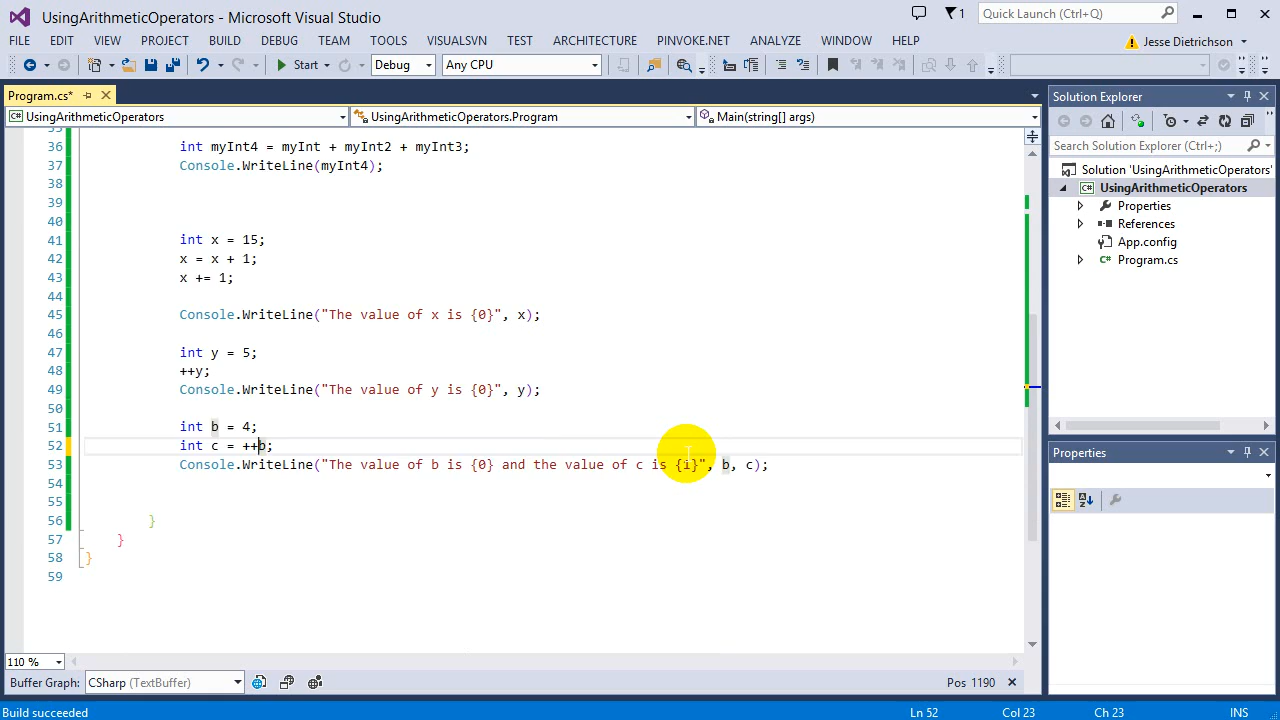 UsingArithmeticOperators - Microsoft Visual Studio
1
Quick Launch (Ctrl+Q)
FILE EDIT VIEW PROJECT BUILD DEBUG TEAM TOOLS VISUALSVN TEST ARCHITECTURE PINVOKE.NET ANALYZE WINDOW HELP
Jesse Dietrichson
Start Debug Any CPU
Program.cs*
UsingArithmeticOperators UsingArithmeticOperators.Program Main(string[] args)
35
36 int myInt4 = myInt + myInt2 + myInt3;
37 Console.WriteLine(myInt4);
38
39
40
41 int x = 15;
42 x = x + 1;
43 x += 1;
44
45 Console.WriteLine("The value of x is {0}", x);
46
47 int y = 5;
48 ++y;
49 Console.WriteLine("The value of y is {0}", y);
50
51 int b = 4;
52 int c = ++b;
53 Console.WriteLine("The value of b is {0} and the value of c is {i}", b, c);
54
55
56 }
57 }
58 }
59
110 %
Buffer Graph: CSharp (TextBuffer) Pos 1190
Build succeeded Ln 52 Col 23 Ch 23 INS
Solution Explorer
Search Solution Explorer (Ctrl+;)
Solution 'UsingArithmeticOperators'
UsingArithmeticOperators
Properties
References
App.config
Program.cs
Properties